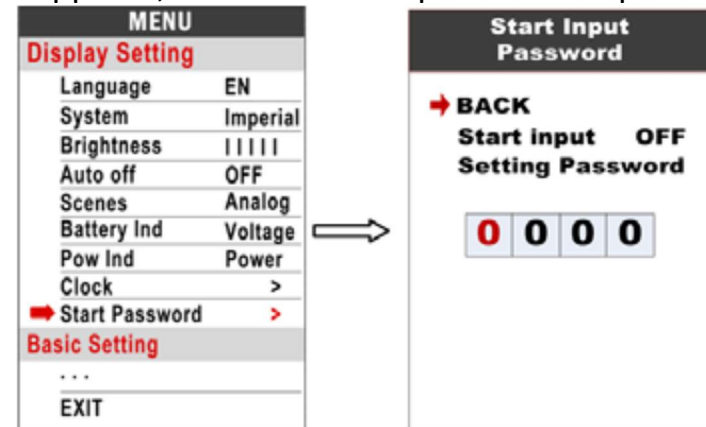 MENU
Display Setting
Language EN
System Imperial
Brightness | | | | |
Auto off OFF
Scenes Analog
Battery Ind Voltage
Pow Ind Power
Clock >
Start Password >
Basic Setting
...
EXIT
Start Input
Password
BACK
Start input OFF
Setting Password
0 0 0 0